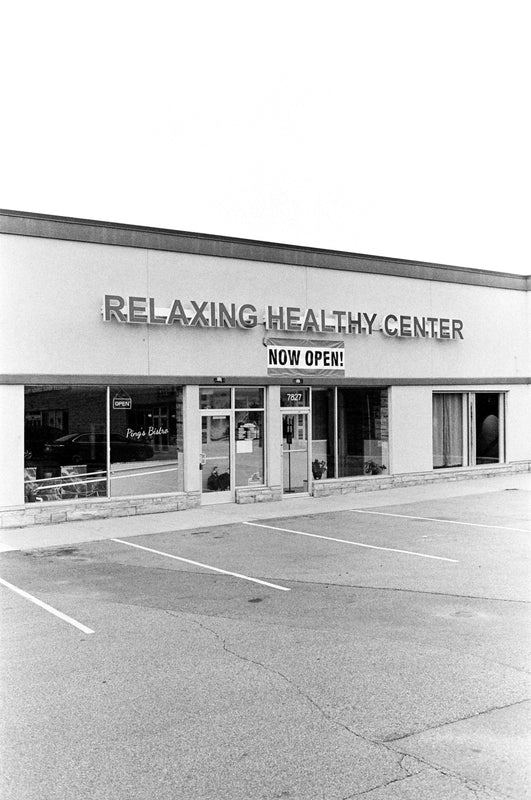 RELAXING HEALTHY CENTER
NOW OPEN!
7827
OPEN
Ping's Bistro